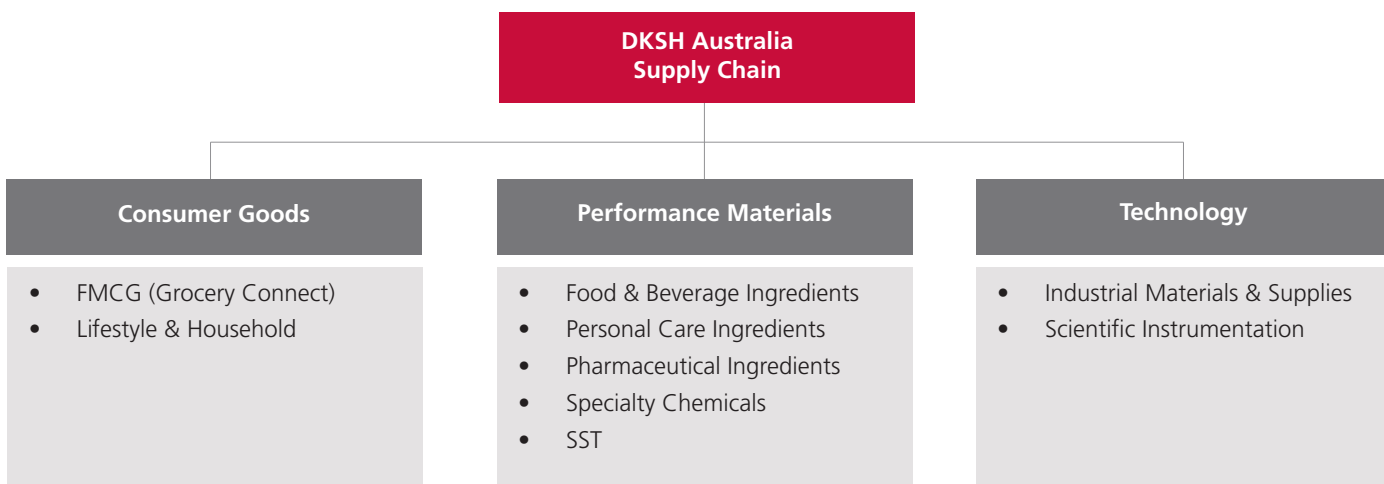 DKSH Australia
Supply Chain
Consumer Goods
• FMCG (Grocery Connect)
• Lifestyle & Household
Performance Materials
• Food & Beverage Ingredients
• Personal Care Ingredients
• Pharmaceutical Ingredients
• Specialty Chemicals
• SST
Technology
• Industrial Materials & Supplies
• Scientific Instrumentation